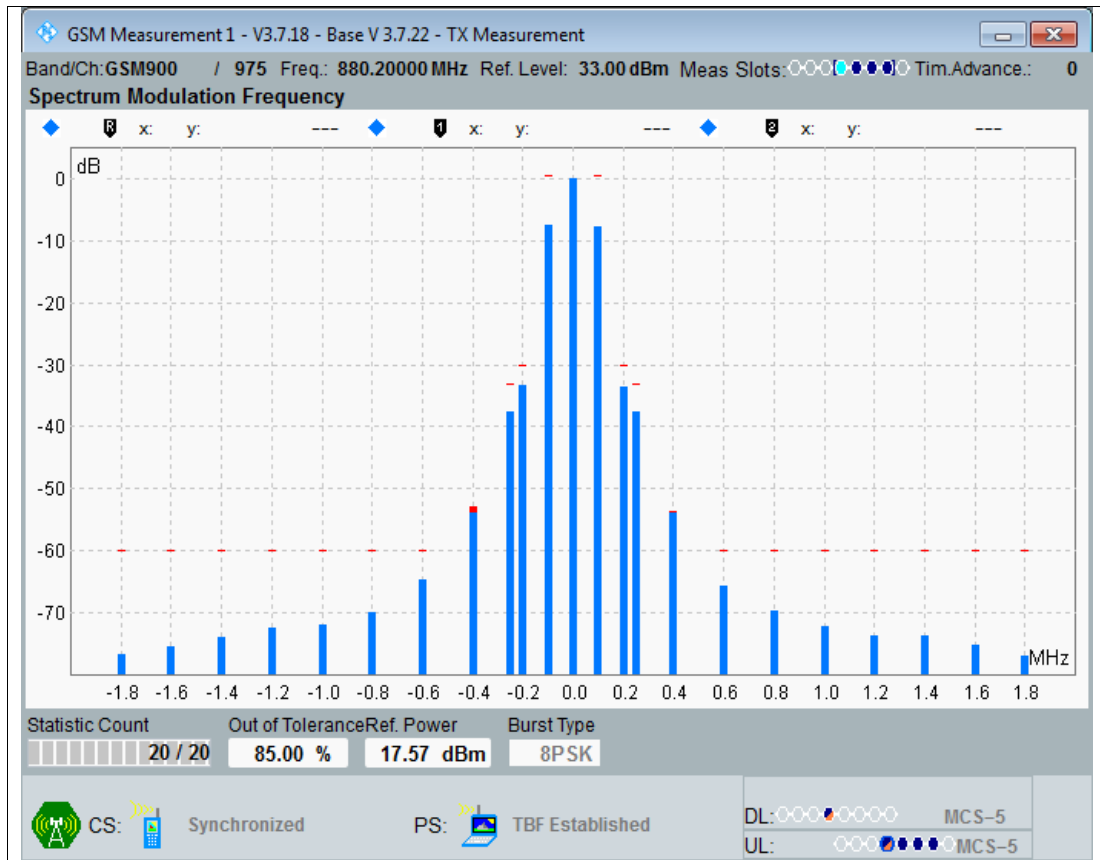 GSM Measurement 1 - V3.7.18 - Base V 3.7.22 - TX Measurement
Band/Ch:GSM900 / 975 Freq.: 880.20000 MHz Ref. Level: 33.00 dBm Meas Slots: Tim.Advance.: 0
Spectrum Modulation Frequency
R x: y: --- 1 x: y: --- 2 x: y: ---
dB
0
-10
-20
-30
-40
-50
-60
-70
MHz
-1.8 -1.6 -1.4 -1.2 -1.0 -0.8 -0.6 -0.4 -0.2 0.0 0.2 0.4 0.6 0.8 1.0 1.2 1.4 1.6 1.8
Statistic Count Out of Tolerance Ref. Power Burst Type
20 / 20 85.00 % 17.57 dBm 8PSK
CS: Synchronized PS: TBF Established DL: MCS-5
UL: MCS-5